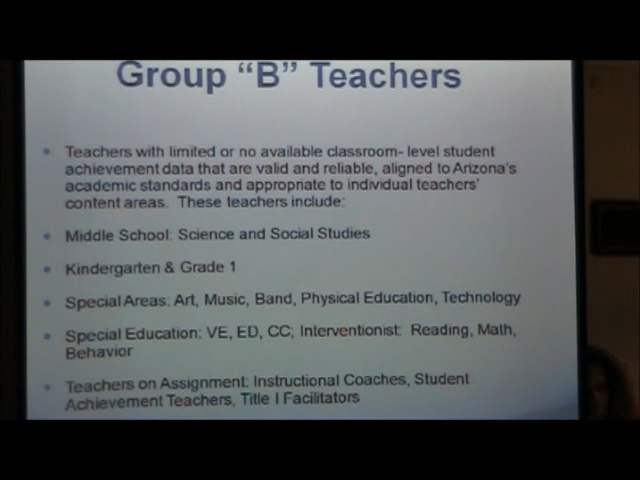 Group “B” Teachers
Teachers with limited or no available classroom- level student
achievement data that are valid and reliable, aligned to Arizona’s
academic standards and appropriate to individual teachers’
content areas. These teachers include:
Middle School: Science and Social Studies
Kindergarten & Grade 1
Special Areas: Art, Music, Band, Physical Education, Technology
Special Education: VE, ED, CC, Interventionist: Reading, Math,
Behavior
Teachers on Assignment: Instructional Coaches, Student
Achievement Teachers, Title I Facilitators